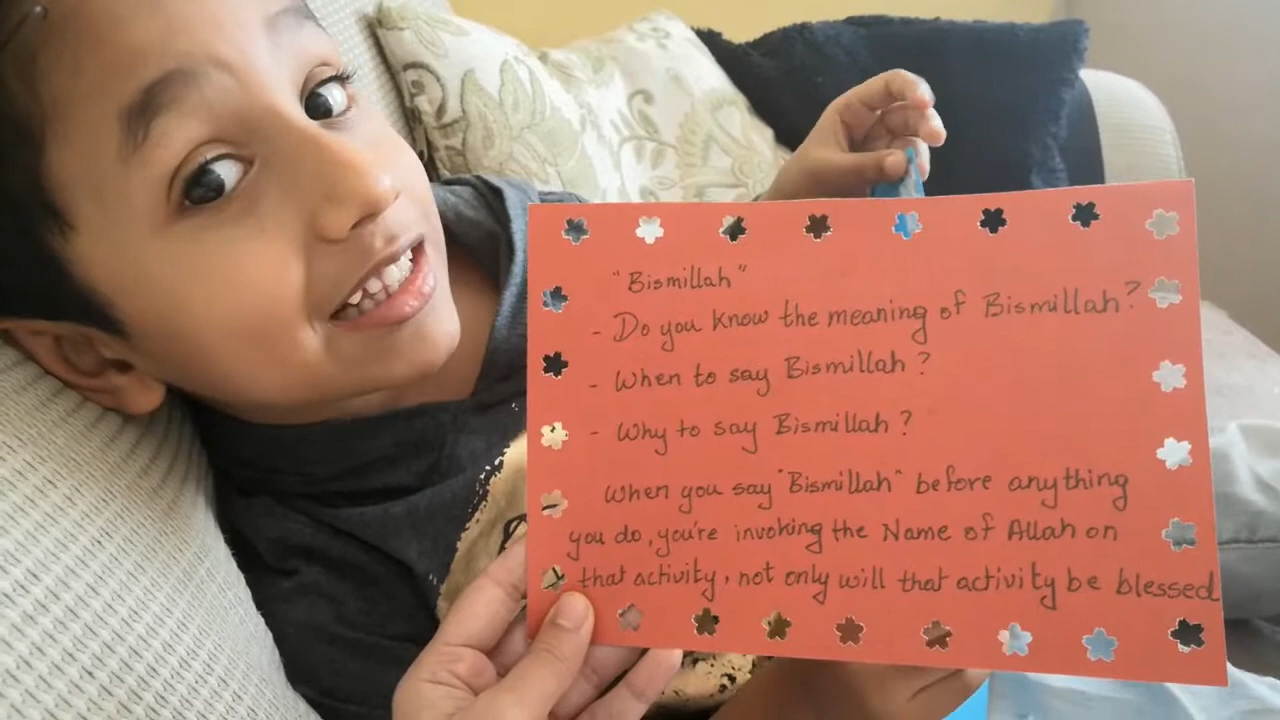 "Bismillah"
- Do you know the meaning of Bismillah?
- When to say Bismillah?
- Why to say Bismillah?
When you say "Bismillah" before anything
you do, you're invoking the Name of Allah on
that activity, not only will that activity be blessed